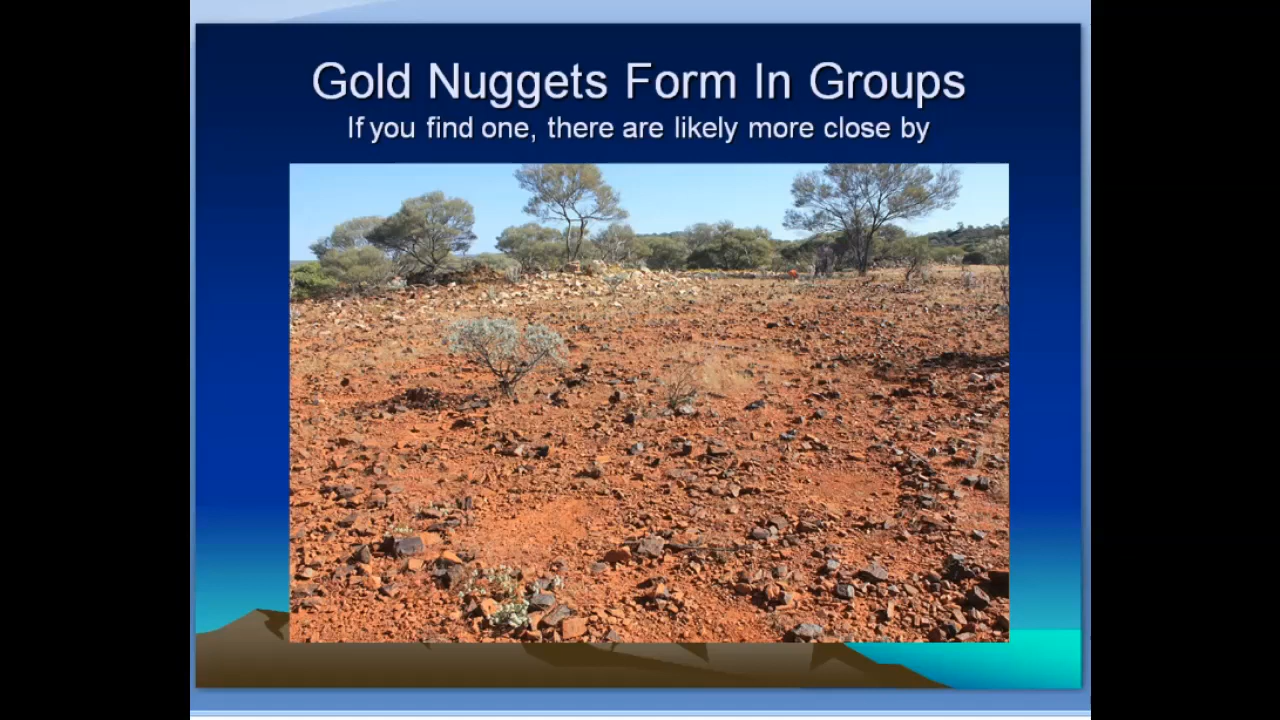 Gold Nuggets Form In Groups
If you find one, there are likely more close by